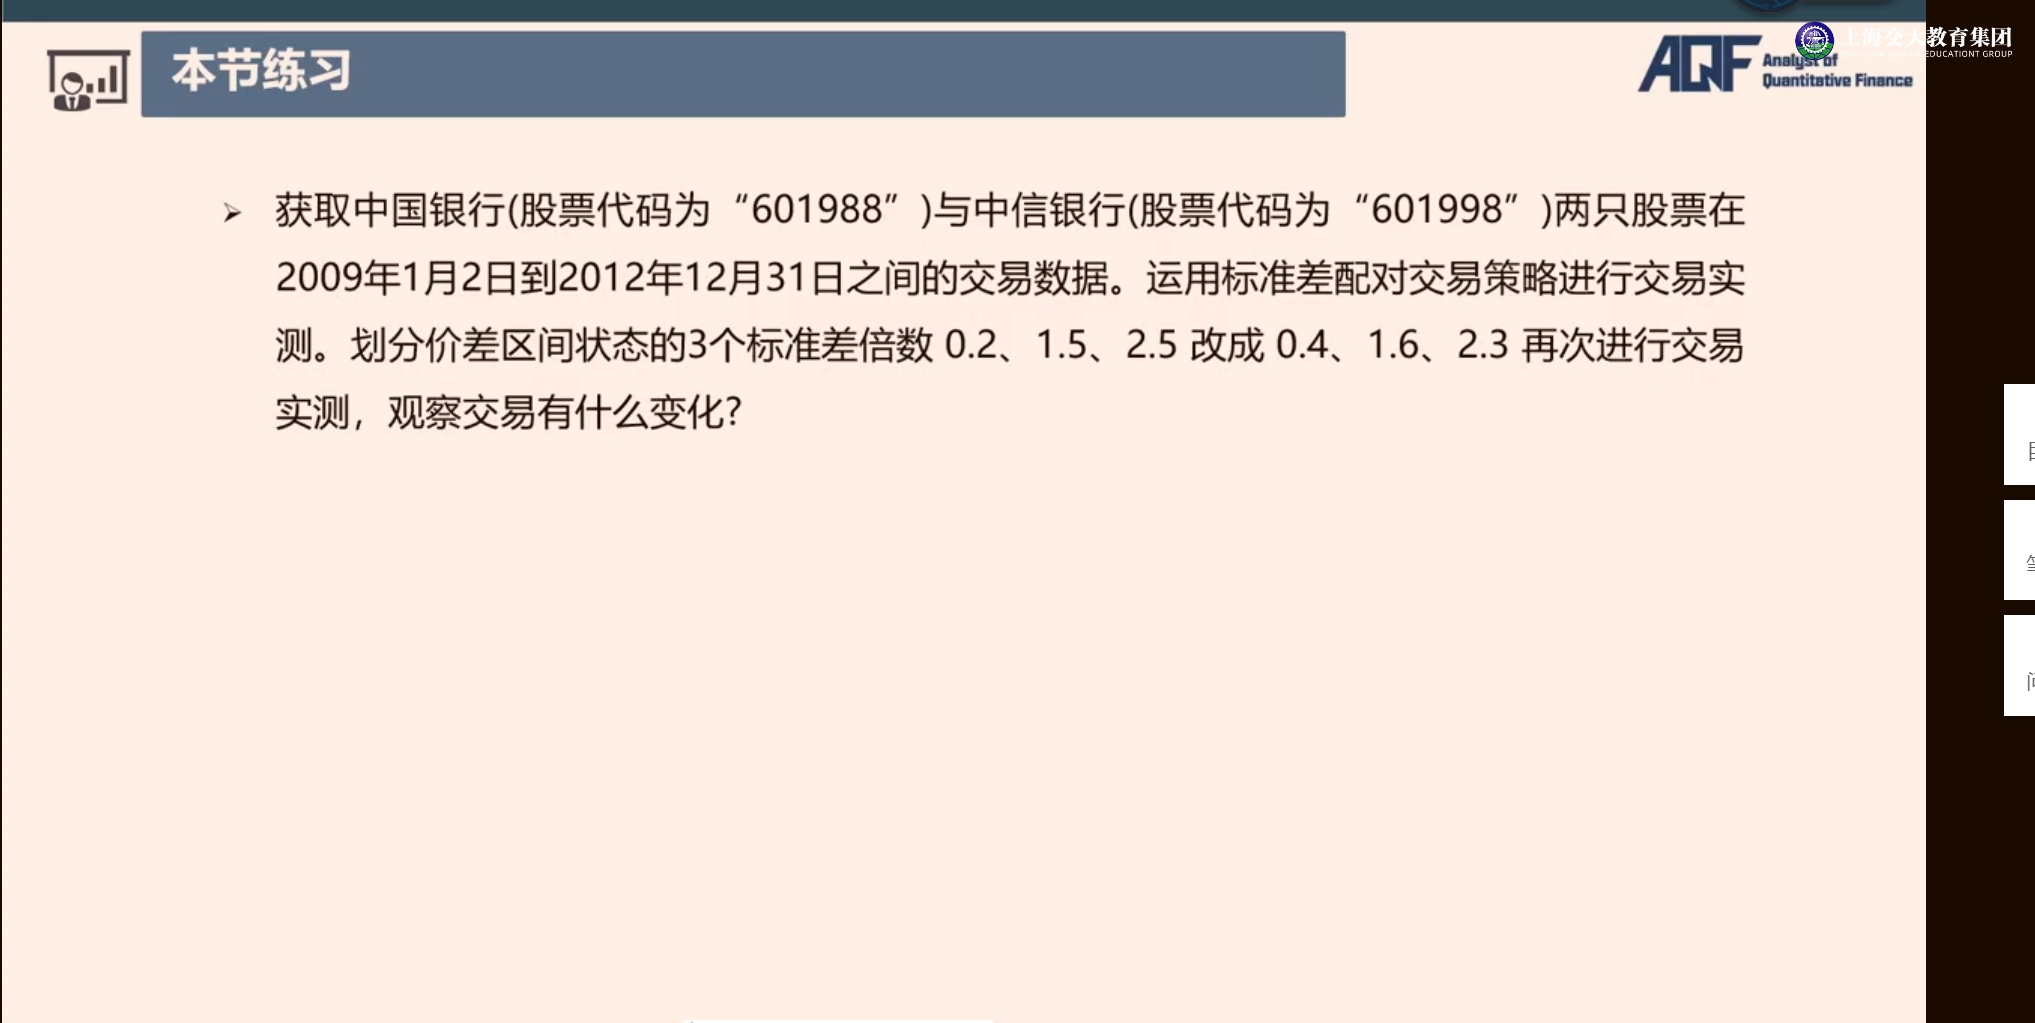 本节练习
AQF
Analyst of
Quantitative Finance
上海交大教育集团
EDUCATIONT GROUP
➢ 获取中国银行(股票代码为“601988”)与中信银行(股票代码为“601998”)两只股票在
2009年1月2日到2012年12月31日之间的交易数据。运用标准差配对交易策略进行交易实
测。划分价差区间状态的3个标准差倍数 0.2、1.5、2.5 改成 0.4、1.6、2.3 再次进行交易
实测，观察交易有什么变化?